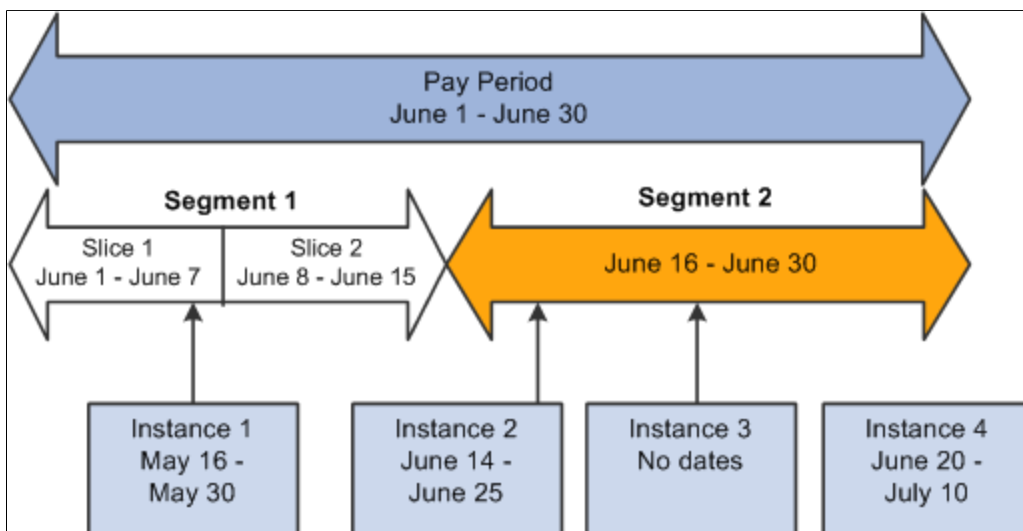 Pay Period
June 1 - June 30
Segment 1
Segment 2
Slice 1
June 1 - June 7
Slice 2
June 8 - June 15
June 16 - June 30
Instance 1
May 16 -
May 30
Instance 2
June 14 -
June 25
Instance 3
No dates
Instance 4
June 20 -
July 10